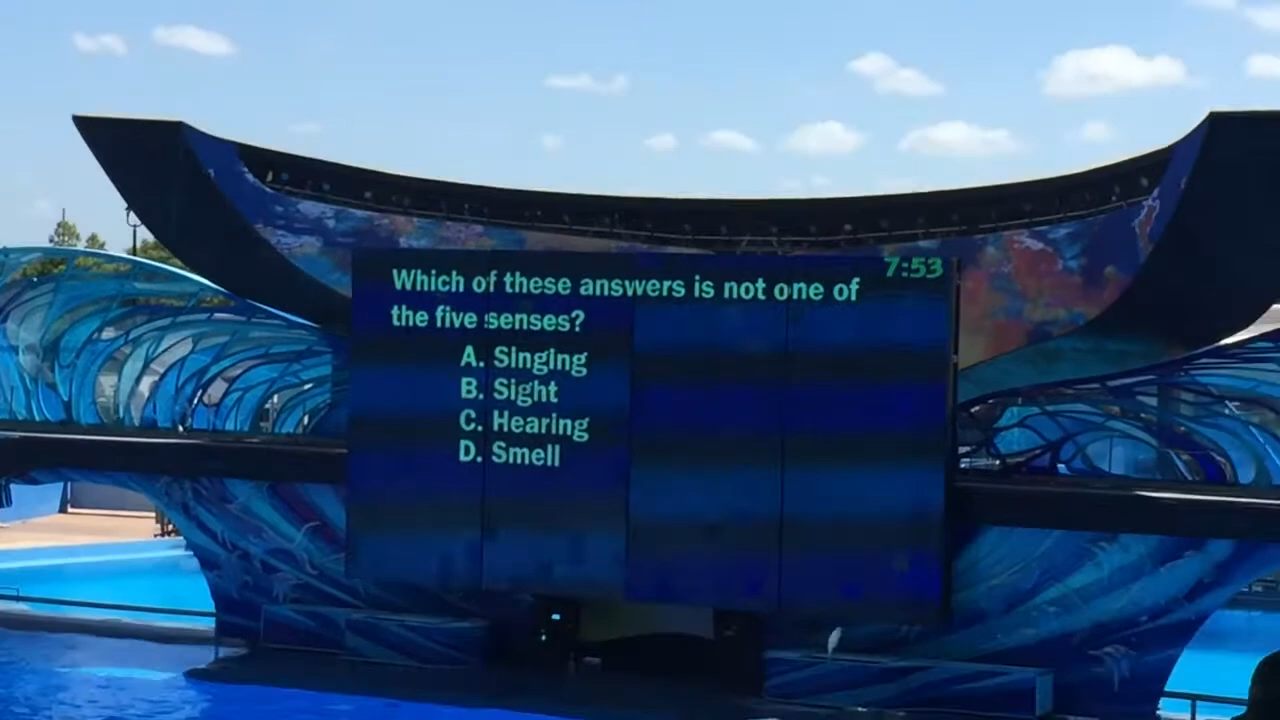 7:53
Which of these answers is not one of
the five senses?
A. Singing
B. Sight
C. Hearing
D. Smell